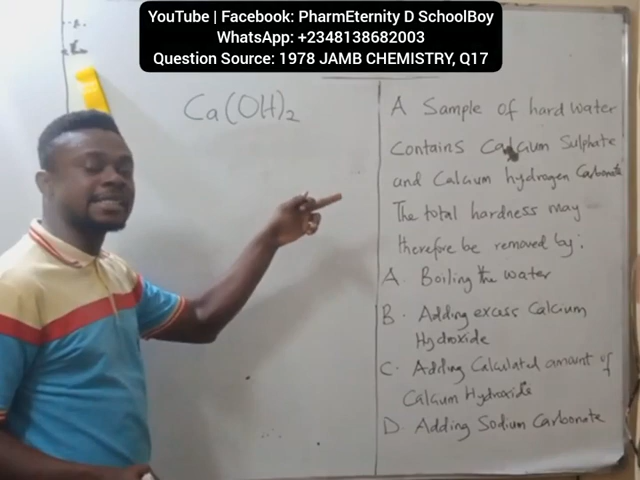 YouTube | Facebook: PharmEternity D SchoolBoy
WhatsApp: +2348138682003
Question Source: 1978 JAMB CHEMISTRY, Q17
Ca(OH)₂
A Sample of hard water
contains Calcium Sulphate
and Calcium hydrogen Carbonate
The total hardness may
therefore be removed by:
A Boiling the water
B. Adding excess Calcium
Hydroxide
C. Adding Calculated amount of
Calcium Hydroxide
D. Adding Sodium Carbonate